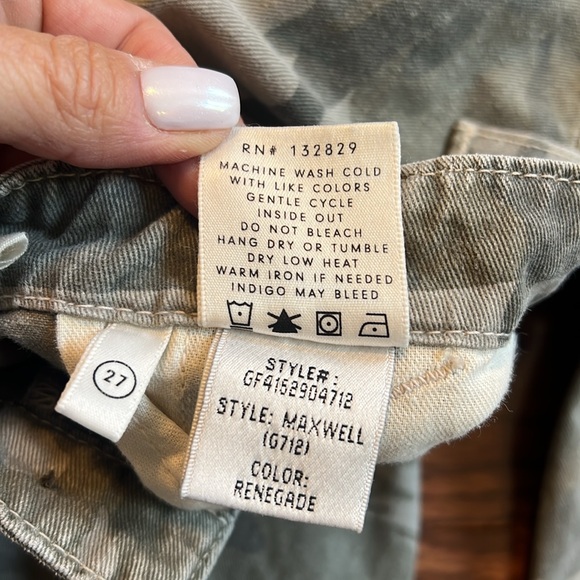 RN# 132829
MACHINE WASH COLD
WITH LIKE COLORS
GENTLE CYCLE
INSIDE OUT
DO NOT BLEACH
HANG DRY OR TUMBLE
DRY LOW HEAT
WARM IRON IF NEEDED
INDIGO MAY BLEED
27
STYLE#:
GF4152904712
STYLE: MAXWELL
(G712)
COLOR:
RENEGADE